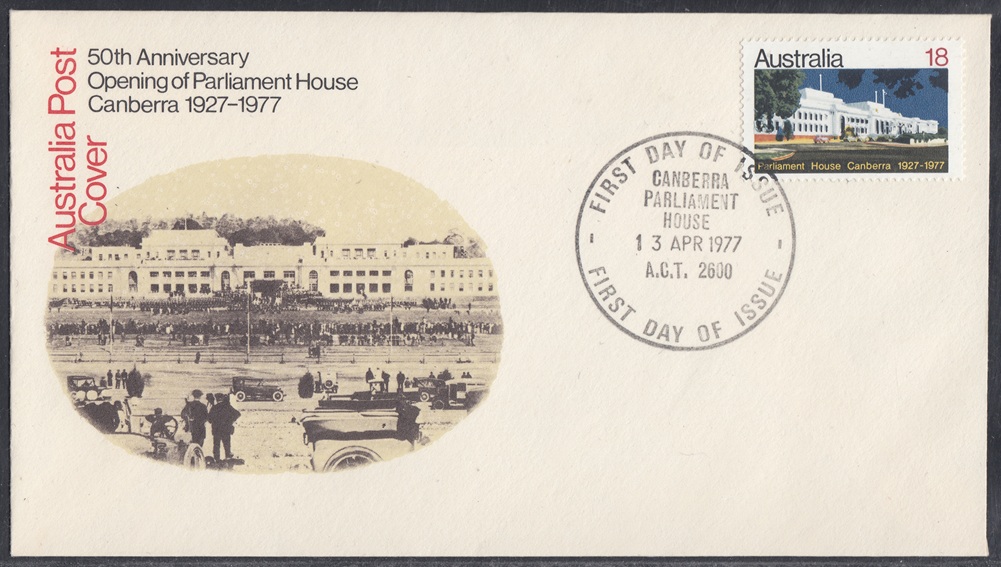 Australia Post
Cover
50th Anniversary
Opening of Parliament House
Canberra 1927–1977
Australia 18
Parliament House Canberra 1927-1977
FIRST DAY OF ISSUE
CANBERRA
PARLIAMENT
HOUSE
13 APR 1977
A.C.T. 2600
FIRST DAY OF ISSUE